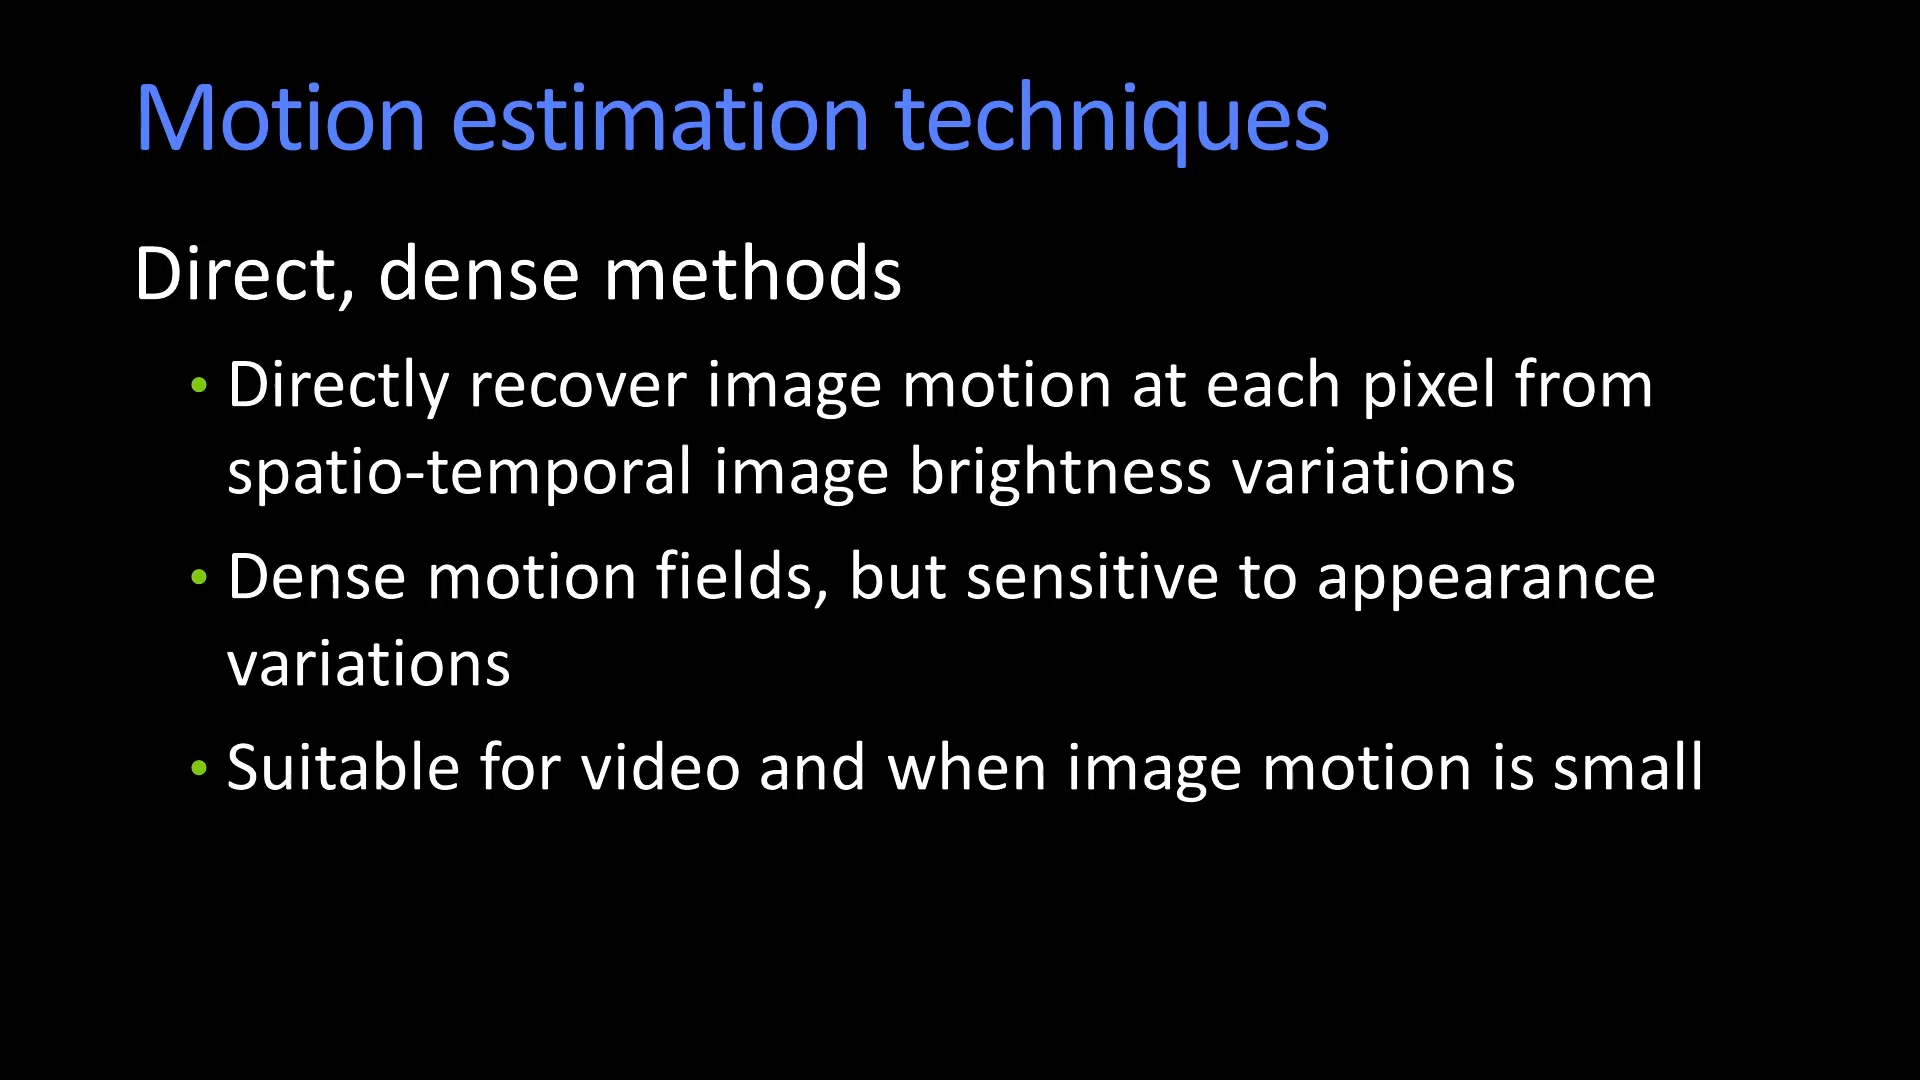 Motion estimation techniques
Direct, dense methods
• Directly recover image motion at each pixel from
spatio-temporal image brightness variations
• Dense motion fields, but sensitive to appearance
variations
• Suitable for video and when image motion is small